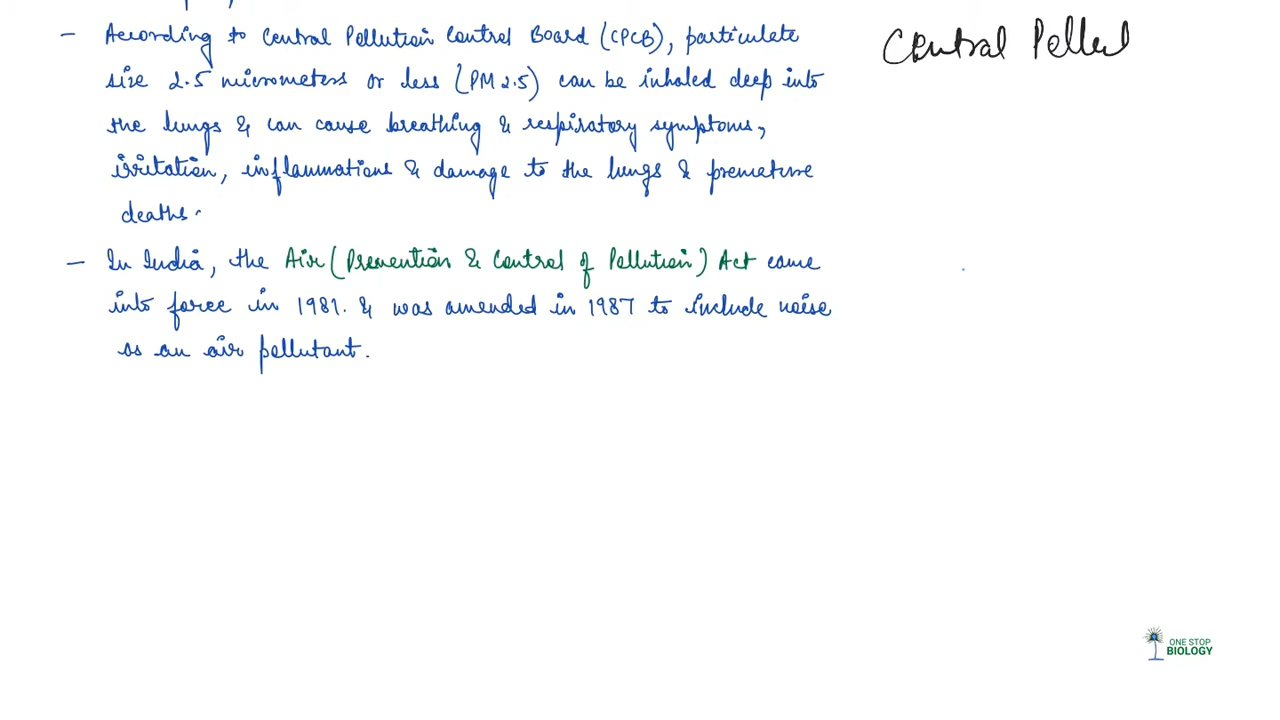 - According to Central Pollution Control Board (CPCB), particulate
size 2.5 micrometers or less (PM 2.5) can be inhaled deep into
the lungs & can cause breathing & respiratory symptoms,
irritation, inflammations & damage to the lungs & premature
deaths.
- In India, the Air (Prevention & Control of Pollution) Act came
into force in 1981. & was amended in 1987 to include noise
as an air pollutant.
Central Pollut
ONE STOP
BIOLOGY